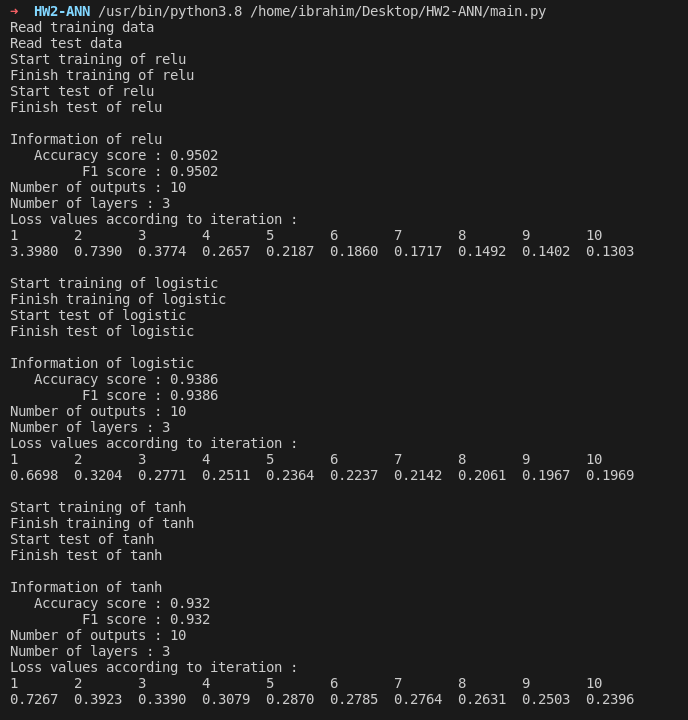 ➜  HW2-ANN /usr/bin/python3.8 /home/ibrahim/Desktop/HW2-ANN/main.py
Read training data
Read test data
Start training of relu
Finish training of relu
Start test of relu
Finish test of relu

Information of relu
   Accuracy score : 0.9502
         F1 score : 0.9502
Number of outputs : 10
Number of layers : 3
Loss values according to iteration :
1       2       3       4       5       6       7       8       9       10
3.3980  0.7390  0.3774  0.2657  0.2187  0.1860  0.1717  0.1492  0.1402  0.1303

Start training of logistic
Finish training of logistic
Start test of logistic
Finish test of logistic

Information of logistic
   Accuracy score : 0.9386
         F1 score : 0.9386
Number of outputs : 10
Number of layers : 3
Loss values according to iteration :
1       2       3       4       5       6       7       8       9       10
0.6698  0.3204  0.2771  0.2511  0.2364  0.2237  0.2142  0.2061  0.1967  0.1969

Start training of tanh
Finish training of tanh
Start test of tanh
Finish test of tanh

Information of tanh
   Accuracy score : 0.932
         F1 score : 0.932
Number of outputs : 10
Number of layers : 3
Loss values according to iteration :
1       2       3       4       5       6       7       8       9       10
0.7267  0.3923  0.3390  0.3079  0.2870  0.2785  0.2764  0.2631  0.2503  0.2396